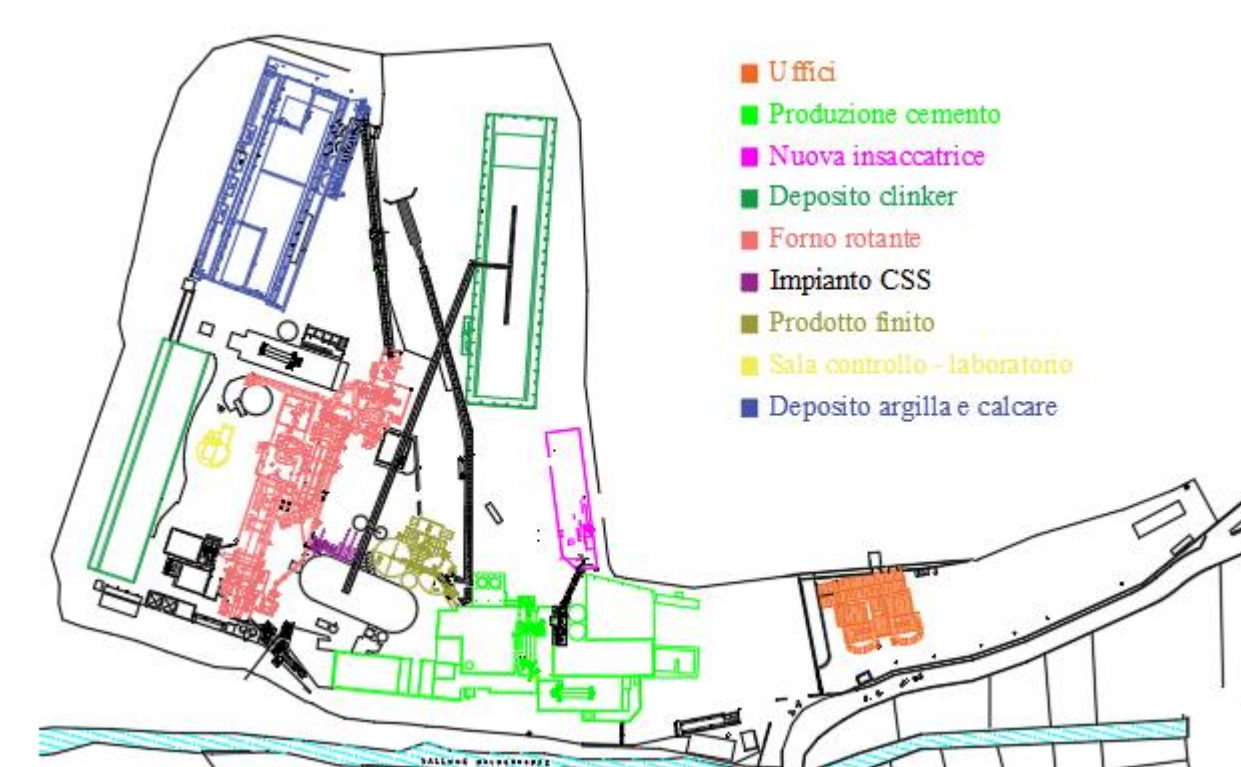 Uffici
Produzione cemento
Nuova insaccatrice
Deposito clinker
Forno rotante
Impianto CSS
Prodotto finito
Sala controllo - laboratorio
Deposito argilla e calcare
VALLONE